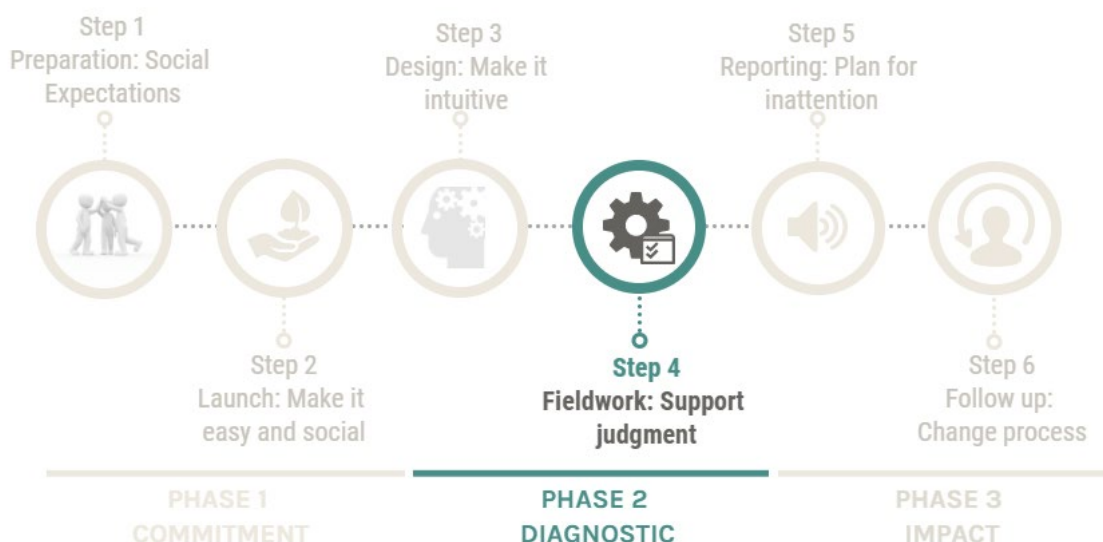 Step 1
Preparation: Social
Expectations
Step 3
Design: Make it
intuitive
Step 5
Reporting: Plan for
inattention
Step 2
Launch: Make it
easy and social
Step 4
Fieldwork: Support
judgment
Step 6
Follow up:
Change process
PHASE 1
COMMITMENT
PHASE 2
DIAGNOSTIC
PHASE 3
IMPACT